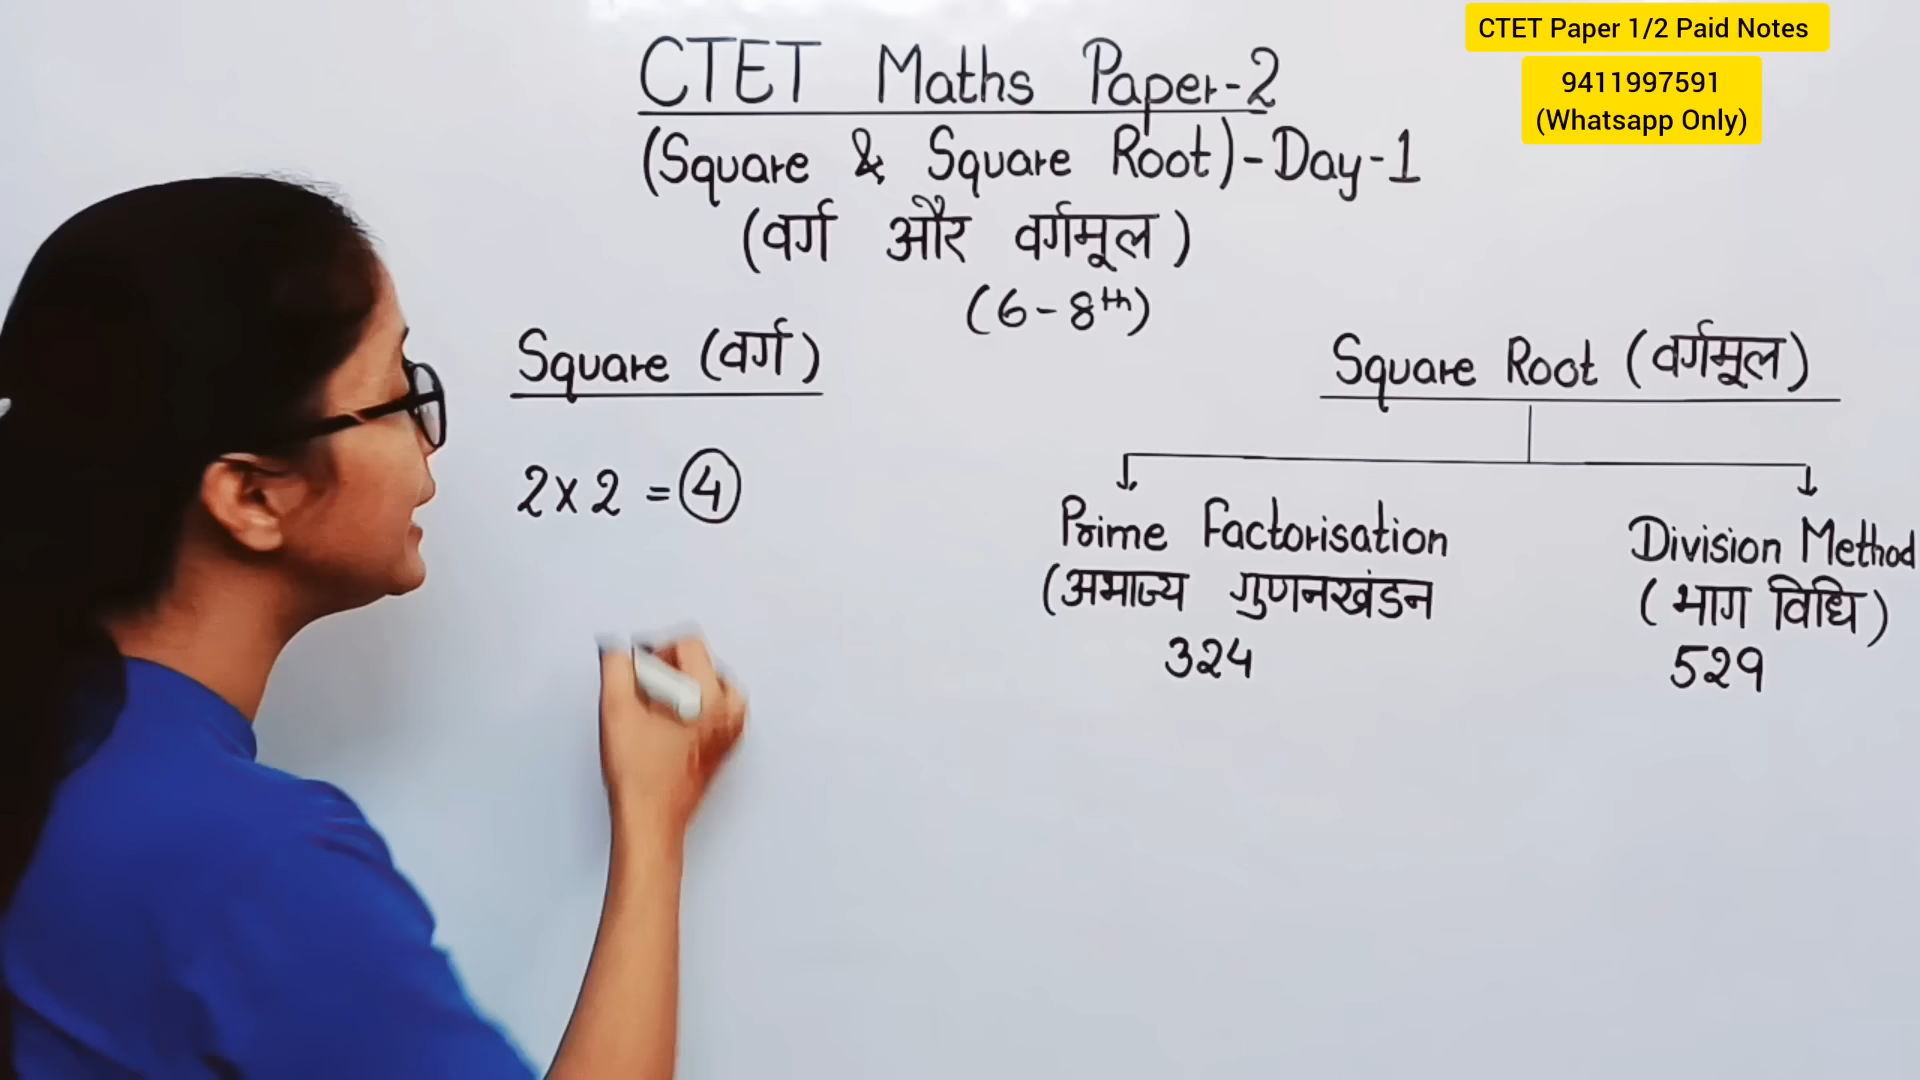 CTET Paper 1/2 Paid Notes
9411997591
(Whatsapp Only)
CTET Maths Paper-2
(Square & Square Root)-Day-1
(वर्ग और वर्गमूल)
(6-8th)
Square (वर्ग)
2x2 = 4
Square Root (वर्गमूल)
Prime Factorisation
(अभाज्य गुणनखंडन
324
Division Method
(भाग विधि)
529